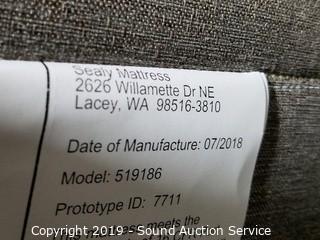 Sealy Mattress
2626 Willamette Dr NE
Lacey, WA 98516-3810
Date of Manufacture: 07/2018
Model: 519186
Prototype ID: 7711
meets the
Copyright 2019 - Sound Auction Service